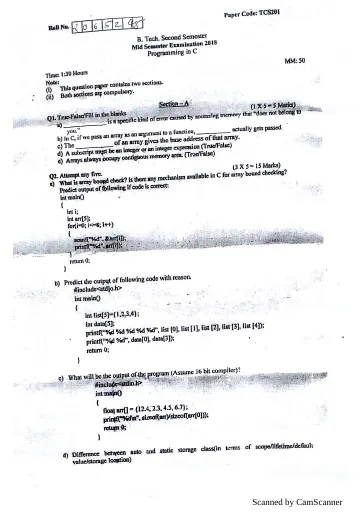 Paper Code: TCS201
Roll No.
B. Tech. Second Semester
Mid Semester Examination 2018
Programming in C
MM: 50
Time: 1:30 Hours
Note:
(i) This question paper contains two sections.
(ii) Both sections are compulsory.
Section – A
Q1. True-False/Fill in the blanks (1 X 5 = 5 Marks)
a) ____________ is a specific kind of error caused by accessing memory that "does not belong to
you."
b) In C, if we pass an array as an argument to a function, __________ actually gets passed.
c) The __________ of an array gives the base address of that array.
d) A subscript must be an integer or an integer expression (True/False)
e) Arrays always occupy contiguous memory area. (True/False)
Q2. Attempt any five. (3 X 5 = 15 Marks)
a) What is array bound check? Is there any mechanism available in C for array bound checking?
Predict output of following if code is correct:
int main()
{
int i;
int arr[5];
for(i=0; i<=8; i++)
{
scanf("%d", &arr[i]);
printf("%d", arr[i]);
}
return 0;
}
b) Predict the output of following code with reason.
#include<stdio.h>
int main()
{
int list[5]={1,2,3,4};
int data[5];
printf("%d %d %d %d %d", list [0], list [1], list [2], list [3], list [4]);
printf("%d %d", data[0], data[3]);
return 0;
}
c) What will be the output of the program (Assume 16 bit compiler)?
#include<stdio.h>
int main()
{
float arr[] = {12.4, 2.3, 4.5, 6.7};
printf("%d\n", sizeof(arr)/sizeof(arr[0]));
return 0;
}
d) Difference between auto and static storage class(in terms of scope/lifetime/default
value/storage location)
Scanned by CamScanner